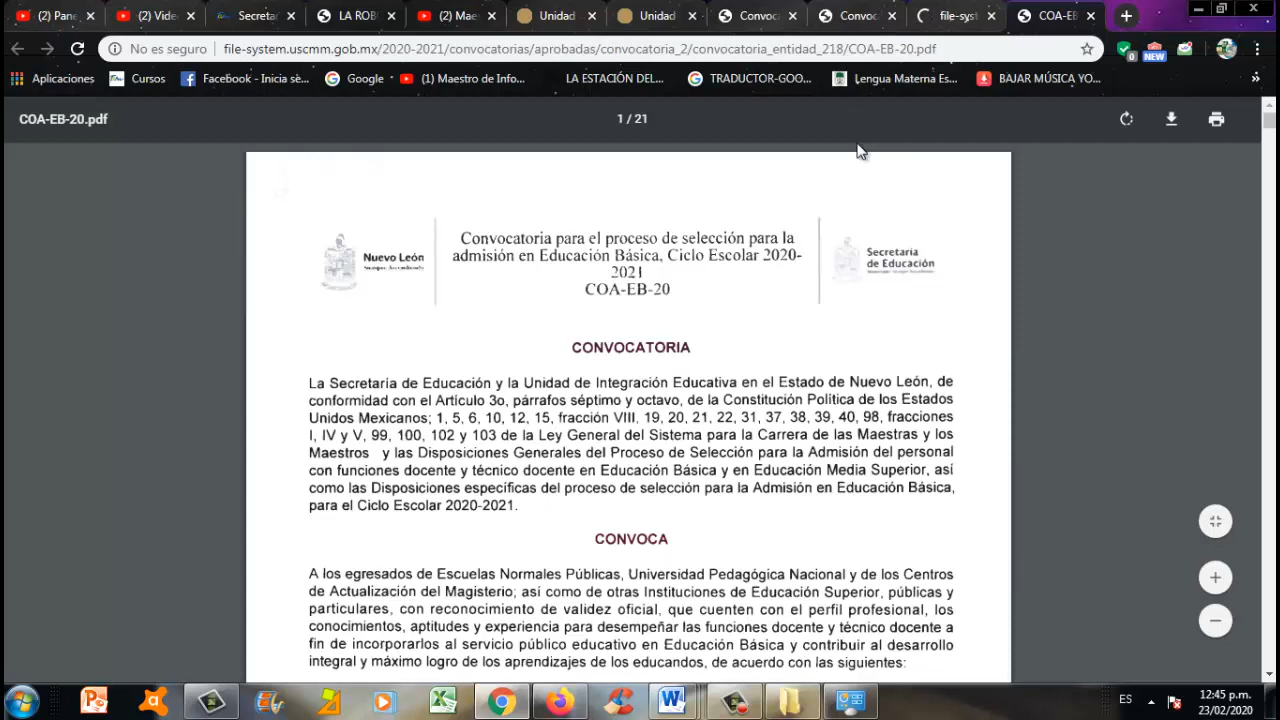 (2) Pane
(2) Vide
Secreta
LA ROB
(2) Mae
Unidad
Unidad
Convoc
Convoc
file-syst
COA-EB
No es seguro
file-system.uscmm.gob.mx/2020-2021/convocatorias/aprobadas/convocatoria_2/convocatoria_entidad_218/COA-EB-20.pdf
0
NEW
Aplicaciones
Cursos
Facebook - Inicia sè...
Google
(1) Maestro de Info...
LA ESTACIÓN DEL...
TRADUCTOR-GOO...
Lengua Materna Es...
BAJAR MÚSICA YO...
COA-EB-20.pdf
1 / 21
Nuevo León
Convocatoria para el proceso de selección para la
admisión en Educación Básica, Ciclo Escolar 2020-
2021
COA-EB-20
Secretaría
de Educación
CONVOCATORIA
La Secretaría de Educación y la Unidad de Integración Educativa en el Estado de Nuevo León, de
conformidad con el Artículo 3o, párrafos séptimo y octavo, de la Constitución Política de los Estados
Unidos Mexicanos; 1, 5, 6, 10, 12, 15, fracción VIII, 19, 20, 21, 22, 31, 37, 38, 39, 40, 98, fracciones
I, IV y V, 99, 100, 102 y 103 de la Ley General del Sistema para la Carrera de las Maestras y los
Maestros y las Disposiciones Generales del Proceso de Selección para la Admisión del personal
con funciones docente y técnico docente en Educación Básica y en Educación Media Superior, así
como las Disposiciones específicas del proceso de selección para la Admisión en Educación Básica,
para el Ciclo Escolar 2020-2021.
CONVOCA
A los egresados de Escuelas Normales Públicas, Universidad Pedagógica Nacional y de los Centros
de Actualización del Magisterio; así como de otras Instituciones de Educación Superior, públicas y
particulares, con reconocimiento de validez oficial, que cuenten con el perfil profesional, los
conocimientos, aptitudes y experiencia para desempeñar las funciones docente y técnico docente a
fin de incorporarlos al servicio público educativo en Educación Básica y contribuir al desarrollo
integral y máximo logro de los aprendizajes de los educandos, de acuerdo con las siguientes:
ES
12:45 p.m.
23/02/2020